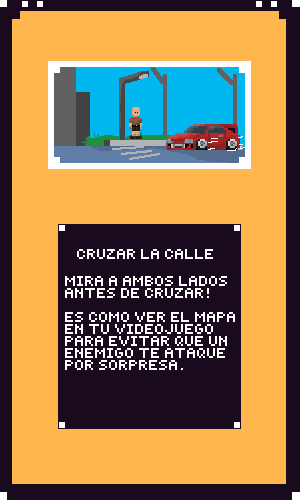 CRUZAR LA CALLE
MIRA A AMBOS LADOS
ANTES DE CRUZAR!
ES COMO VER EL MAPA
EN TU VIDEOJUEGO
PARA EVITAR QUE UN
ENEMIGO TE ATAQUE
POR SORPRESA.